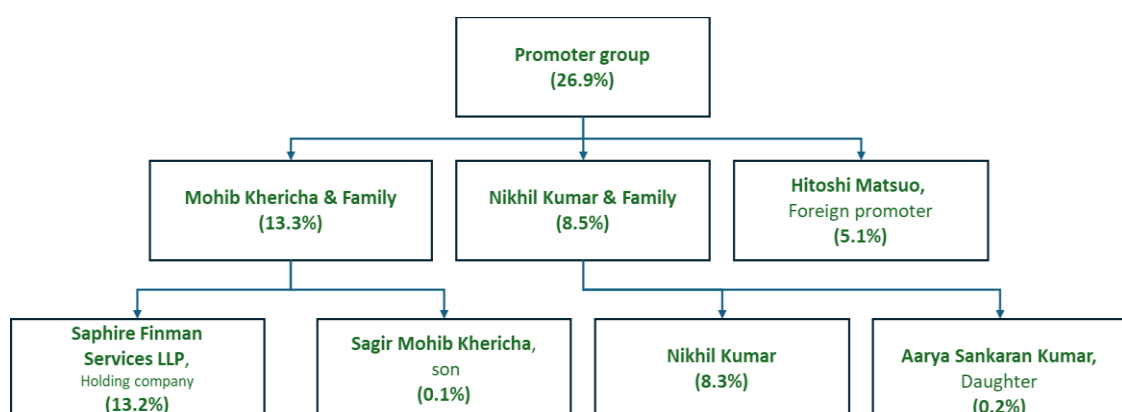 Promoter group
(26.9%)
Mohib Khericha & Family
(13.3%)
Nikhil Kumar & Family
(8.5%)
Hitoshi Matsuo,
Foreign promoter
(5.1%)
Saphire Finman
Services LLP,
Holding company
(13.2%)
Sagir Mohib Khericha,
son
(0.1%)
Nikhil Kumar
(8.3%)
Aarya Sankaran Kumar,
Daughter
(0.2%)